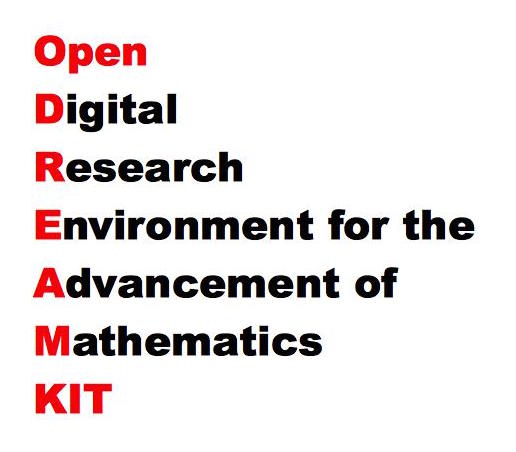 Open
Digital
Research
Environment for the
Advancement of
Mathematics
KIT